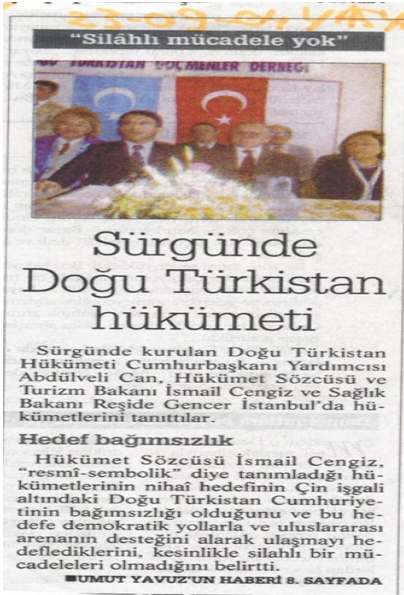 23-09-04
"Silâhlı mücadele yok"
TÜRKİSTAN GÖÇMENLER DERNEĞİ
Sürgünde
Doğu Türkistan
hükümeti
Sürgünde kurulan Doğu Türkistan
Hükümeti Cumhurbaşkanı Yardımcısı
Abdülveli Can, Hükümet Sözcüsü ve
Turizm Bakanı İsmail Cengiz ve Sağlık
Bakanı Reşide Gencer İstanbul'da hü-
kümetlerini tanıttılar.
Hedef bağımsızlık
Hükümet Sözcüsü İsmail Cengiz,
"resmî-sembolik" diye tanımladığı hü-
kümetlerinin nihaî hedefinin Çin işgali
altındaki Doğu Türkistan Cumhuriye-
tinin bağımsızlığı olduğunu ve bu he-
defe demokratik yollarla ve uluslararası
arenanın desteğini alarak ulaşmayı he-
deflediklerini, kesinlikle silahlı bir mü-
cadeleleri olmadığını belirtti.
■UMUT YAVUZ'UN HABERİ 8. SAYFADA